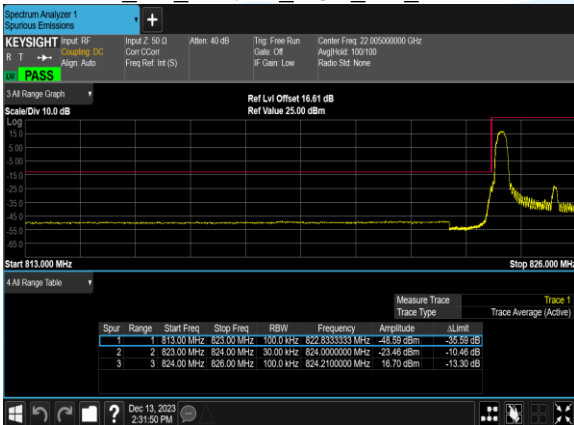 Spectrum Analyzer 1
Spurious Emissions
KEYSIGHT Input: RF Input Z: 50 Ω Atten: 40 dB Trig: Free Run Center Freq: 22.005000000 GHz
R T Coupling: DC Corr CCorr Gate: Off Avg|Hold: 100/100
Align: Auto Freq Ref: Int (S) IF Gain: Low Radio Std: None
PASS
3 All Range Graph
Ref Lvl Offset 16.61 dB
Scale/Div 10.0 dB Ref Value 25.00 dBm
Log
15.0
5.00
-5.00
-15.0
-25.0
-35.0
-45.0
-55.0
-65.0
Start 813.000 MHz Stop 826.000 MHz
4 All Range Table
Measure Trace Trace 1
Trace Type Trace Average (Active)
Spur Range Start Freq Stop Freq RBW Frequency Amplitude ΔLimit
1 1 813.00 MHz 823.00 MHz 100.0 kHz 822.8333333 MHz -48.59 dBm -35.59 dB
2 2 823.00 MHz 824.00 MHz 30.00 kHz 824.0000000 MHz -23.46 dBm -10.46 dB
3 3 824.00 MHz 826.00 MHz 100.0 kHz 824.2100000 MHz 16.70 dBm -13.30 dB
Dec 13, 2023
2:31:50 PM